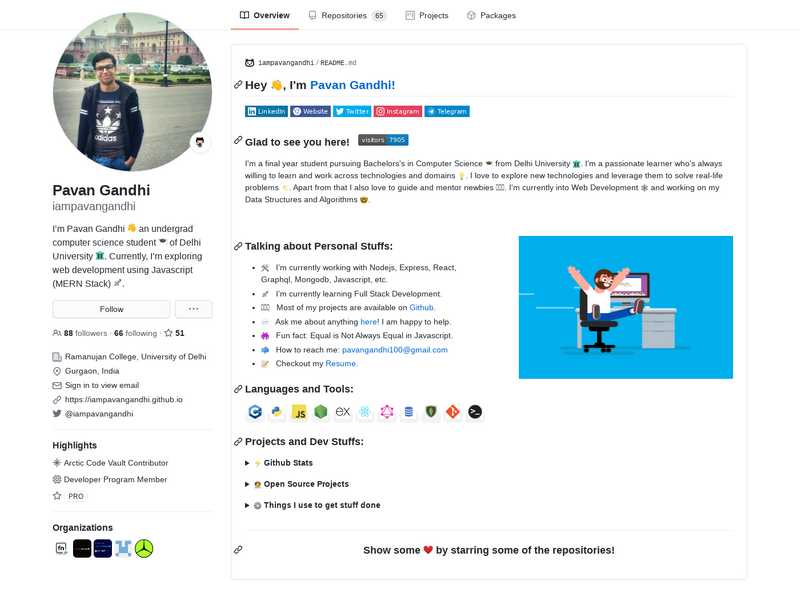 Overview
Repositories 65
Projects
Packages
adidas
Pavan Gandhi
iampavangandhi
I'm Pavan Gandhi 👋 an undergrad
computer science student 🎓 of Delhi
University 🏛. Currently, I'm exploring
web development using Javascript
(MERN Stack) 🚀.
Follow
...
88 followers · 66 following · 51
Ramanujan College, University of Delhi
Gurgaon, India
Sign in to view email
https://iampavangandhi.github.io
@iampavangandhi
Highlights
Arctic Code Vault Contributor
Developer Program Member
PRO
Organizations
fn
iampavangandhi / README.md
Hey 👋, I'm Pavan Gandhi!
LinkedIn Website Twitter Instagram Telegram
Glad to see you here! visitors 7905
I'm a final year student pursuing Bachelors's in Computer Science 🎓 from Delhi University 🏛. I'm a passionate learner who's always
willing to learn and work across technologies and domains 💡. I love to explore new technologies and leverage them to solve real-life
problems ✨. Apart from that I also love to guide and mentor newbies. I'm currently into Web Development 🕸 and working on my
Data Structures and Algorithms 🤓.
Talking about Personal Stuffs:
I'm currently working with Nodejs, Express, React,
Graphql, Mongodb, Javascript, etc.
I'm currently learning Full Stack Development.
Most of my projects are available on Github.
Ask me about anything here! I am happy to help.
Fun fact: Equal is Not Always Equal in Javascript.
How to reach me: pavangandhi100@gmail.com
Checkout my Resume.
Languages and Tools:
C++ JS ex
Projects and Dev Stuffs:
⚡ Github Stats
Open Source Projects
⚙ Things I use to get stuff done
Show some ❤ by starring some of the repositories!